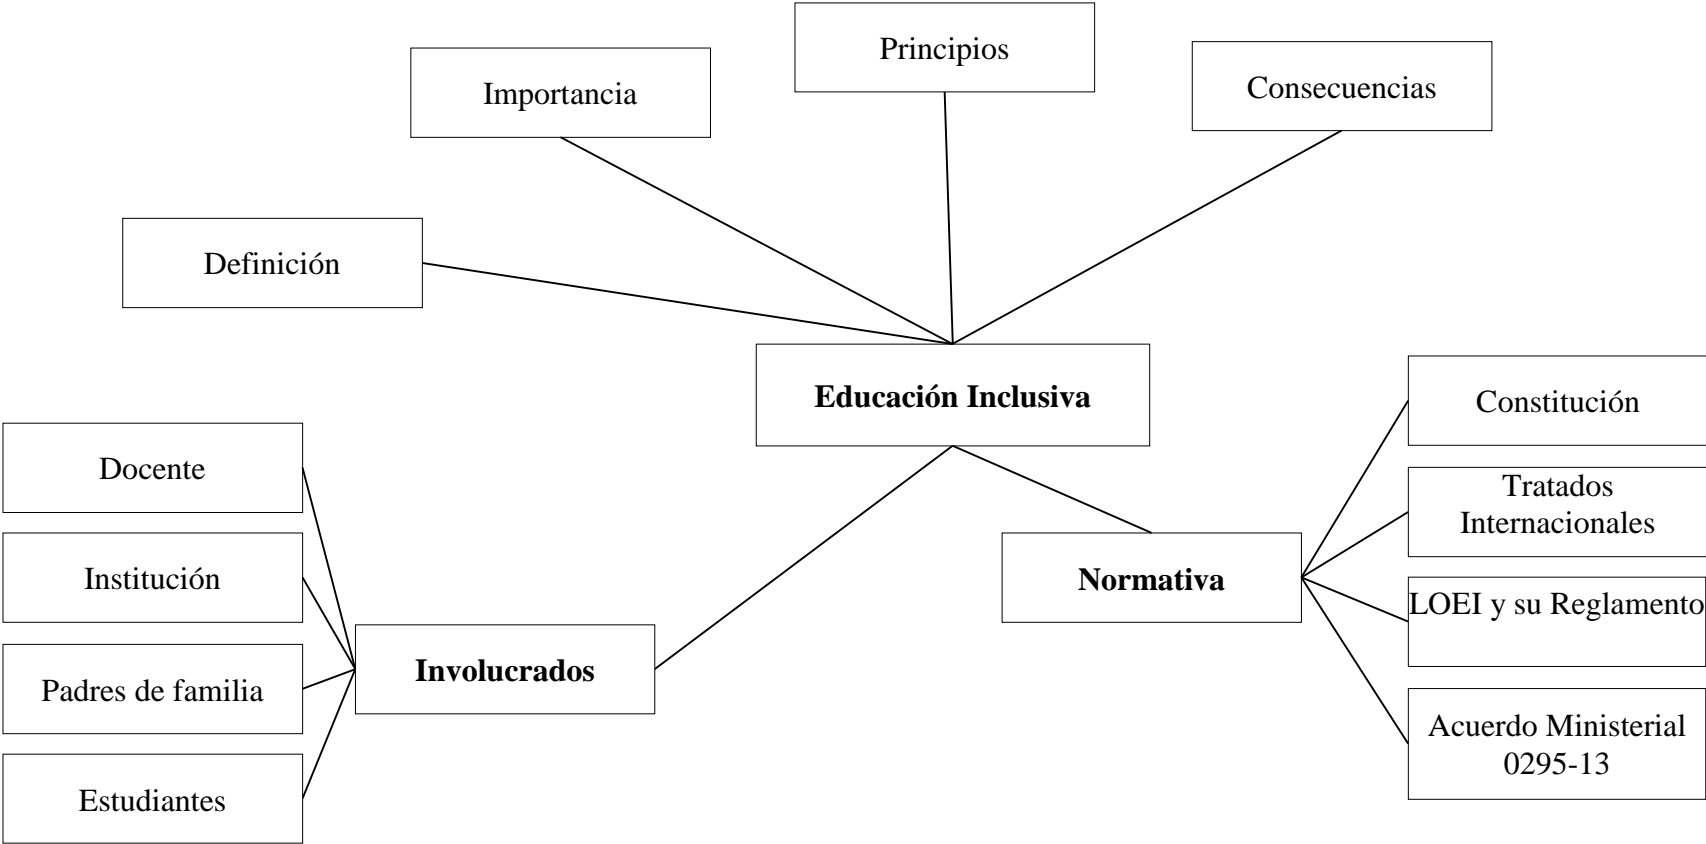 Principios
Importancia
Consecuencias
Definición
Educación Inclusiva
Constitución
Docente
Tratados
Internacionales
Institución
Normativa
LOEI y su Reglamento
Padres de familia
Involucrados
Acuerdo Ministerial
0295-13
Estudiantes